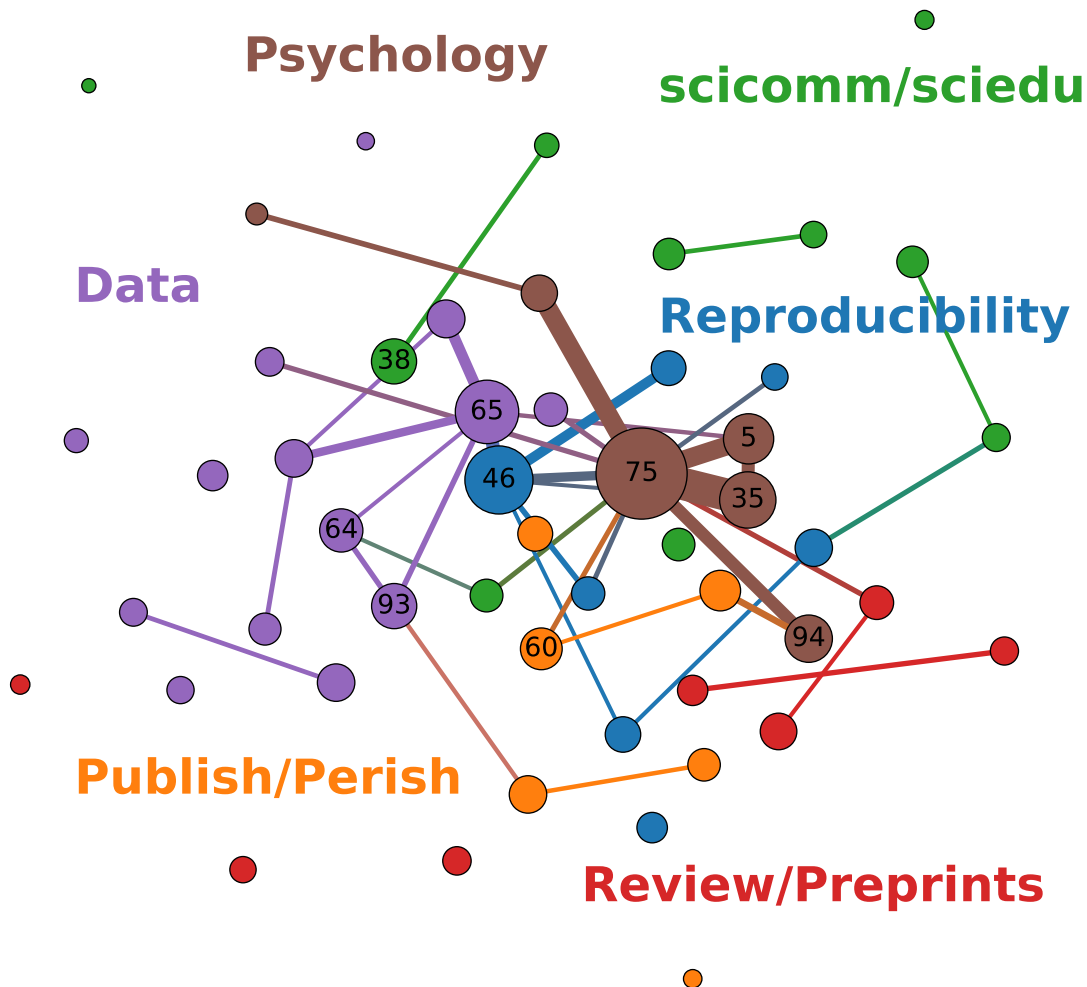 Psychology
scicomm/sciedu
Data
Reproducibility
38
65
5
46
75
35
64
93
60
94
Publish/Perish
Review/Preprints